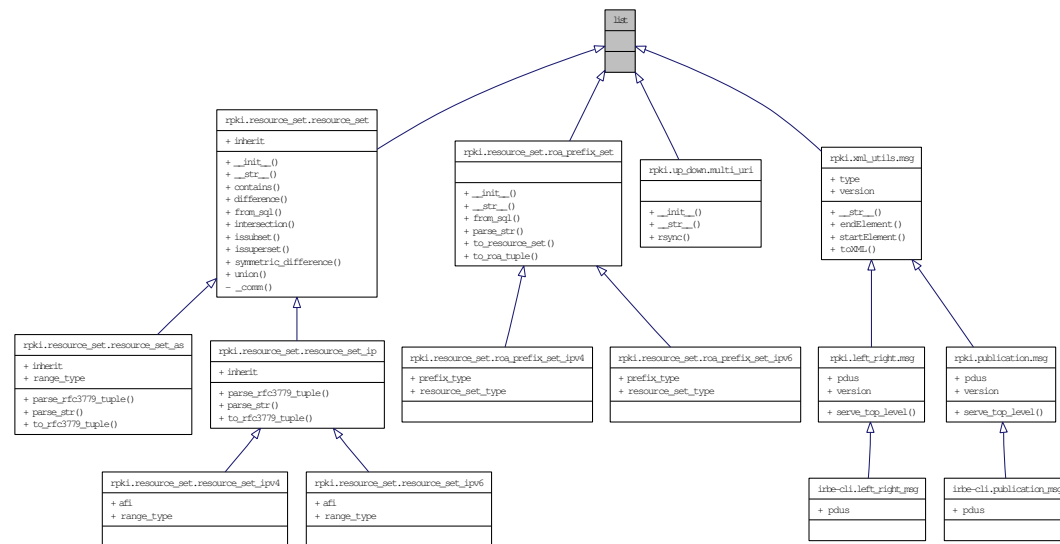 list
rpki.resource_set.resource_set
+ inherit
+ __init__()
+ __str__()
+ contains()
+ difference()
+ from_sql()
+ intersection()
+ issubset()
+ issuperset()
+ symmetric_difference()
+ union()
- _comm()
rpki.resource_set.roa_prefix_set
+ __init__()
+ __str__()
+ from_sql()
+ parse_str()
+ to_resource_set()
+ to_roa_tuple()
rpki.up_down.multi_uri
+ __init__()
+ __str__()
+ rsync()
rpki.xml_utils.msg
+ type
+ version
+ __str__()
+ endElement()
+ startElement()
+ toXML()
rpki.resource_set.resource_set_as
+ inherit
+ range_type
+ parse_rfc3779_tuple()
+ parse_str()
+ to_rfc3779_tuple()
rpki.resource_set.resource_set_ip
+ inherit
+ parse_rfc3779_tuple()
+ parse_str()
+ to_rfc3779_tuple()
rpki.resource_set.roa_prefix_set_ipv4
+ prefix_type
+ resource_set_type
rpki.resource_set.roa_prefix_set_ipv6
+ prefix_type
+ resource_set_type
rpki.left_right.msg
+ pdus
+ version
+ serve_top_level()
rpki.publication.msg
+ pdus
+ version
+ serve_top_level()
rpki.resource_set.resource_set_ipv4
+ afi
+ range_type
rpki.resource_set.resource_set_ipv6
+ afi
+ range_type
irbe-cli.left_right_msg
+ pdus
irbe-cli.publication_msg
+ pdus